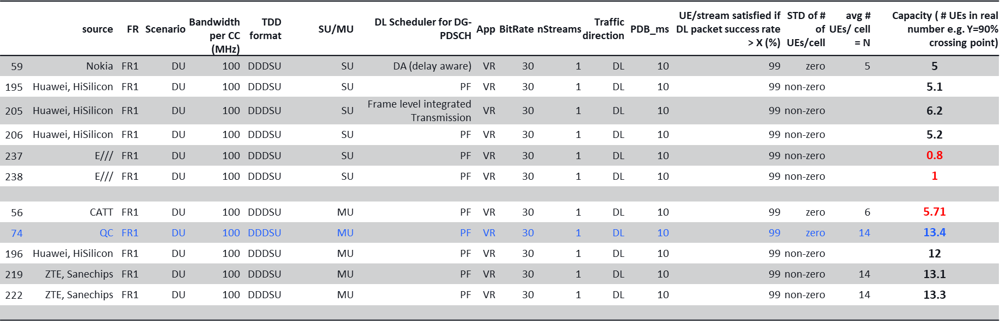 source FR Scenario Bandwidth per CC (MHz) TDD format SU/MU DL Scheduler for DG-PDSCH App BitRate nStreams Traffic direction PDB_ms UE/stream satisfied if DL packet success rate > X (%) STD of # of UEs/cell avg # UEs/ cell = N Capacity ( # UEs in real number e.g. Y=90% crossing point)
59 Nokia FR1 DU 100 DDDSU SU DA (delay aware) VR 30 1 DL 10 99 zero 5 5
195 Huawei, HiSilicon FR1 DU 100 DDDSU SU PF VR 30 1 DL 10 99 non-zero 5.1
205 Huawei, HiSilicon FR1 DU 100 DDDSU SU Frame level integrated Transmission VR 30 1 DL 10 99 non-zero 6.2
206 Huawei, HiSilicon FR1 DU 100 DDDSU SU PF VR 30 1 DL 10 99 non-zero 5.2
237 E/// FR1 DU 100 DDDSU SU PF VR 30 1 DL 10 99 non-zero 0.8
238 E/// FR1 DU 100 DDDSU SU PF VR 30 1 DL 10 99 non-zero 1
56 CATT FR1 DU 100 DDDSU MU PF VR 30 1 DL 10 99 zero 6 5.71
74 QC FR1 DU 100 DDDSU MU PF VR 30 1 DL 10 99 zero 14 13.4
196 Huawei, HiSilicon FR1 DU 100 DDDSU MU PF VR 30 1 DL 10 99 non-zero 12
219 ZTE, Sanechips FR1 DU 100 DDDSU MU PF VR 30 1 DL 10 99 non-zero 14 13.1
222 ZTE, Sanechips FR1 DU 100 DDDSU MU PF VR 30 1 DL 10 99 non-zero 14 13.3